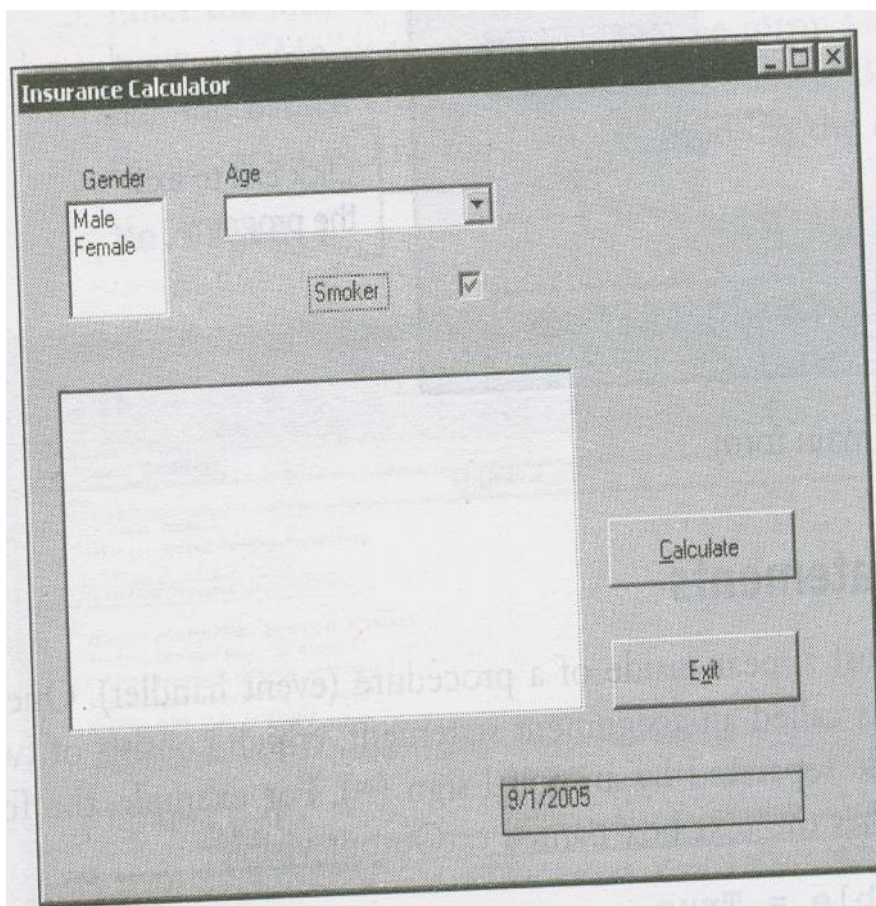 Insurance Calculator
Gender
Age
Male
Female
Smoker
Calculate
Exit
9/1/2005